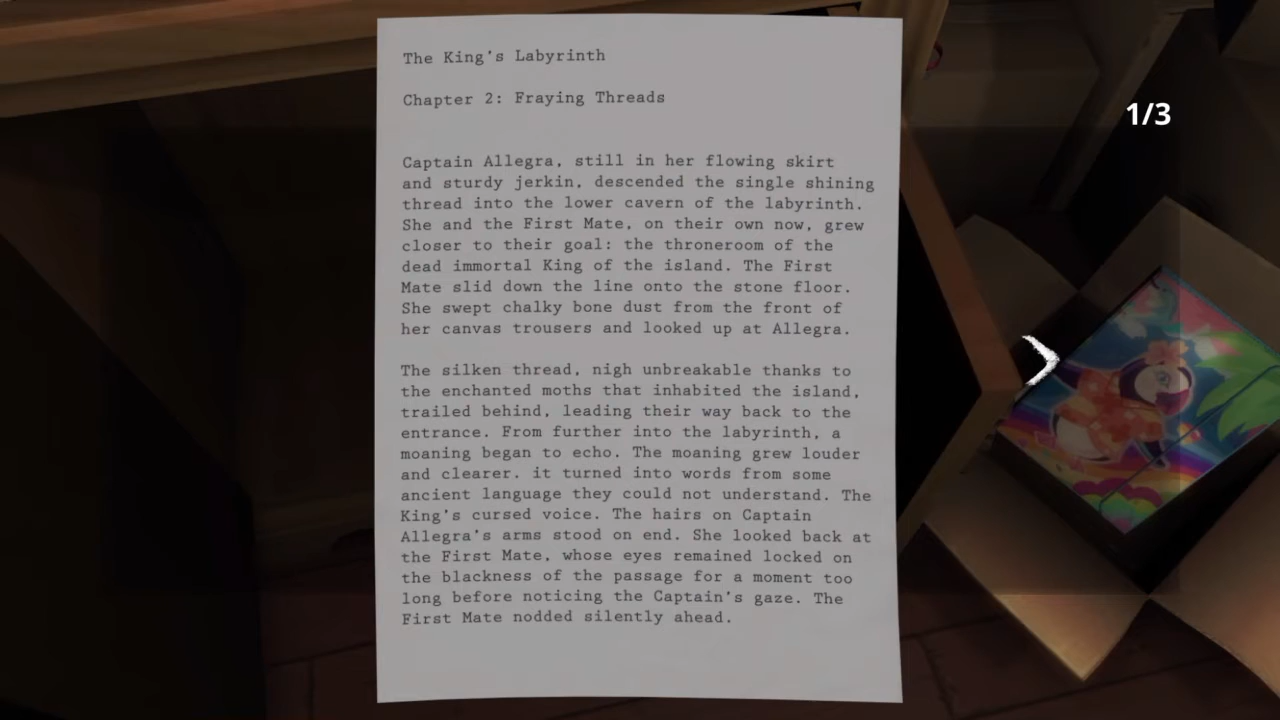 The King's Labyrinth
Chapter 2: Fraying Threads
1/3
Captain Allegra, still in her flowing skirt
and sturdy jerkin, descended the single shining
thread into the lower cavern of the labyrinth.
She and the First Mate, on their own now, grew
closer to their goal: the throneroom of the
dead immortal King of the island. The First
Mate slid down the line onto the stone floor.
She swept chalky bone dust from the front of
her canvas trousers and looked up at Allegra.
The silken thread, nigh unbreakable thanks to
the enchanted moths that inhabited the island,
trailed behind, leading their way back to the
entrance. From further into the labyrinth, a
moaning began to echo. The moaning grew louder
and clearer. it turned into words from some
ancient language they could not understand. The
King's cursed voice. The hairs on Captain
Allegra's arms stood on end. She looked back at
the First Mate, whose eyes remained locked on
the blackness of the passage for a moment too
long before noticing the Captain's gaze. The
First Mate nodded silently ahead.